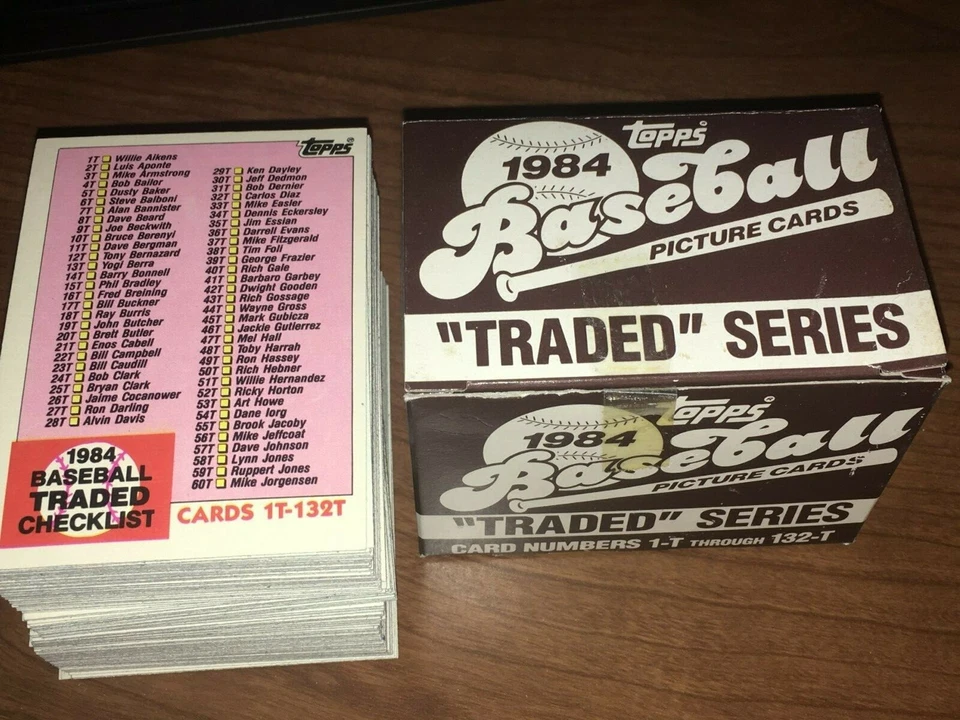 Topps®
1T Willie Aikens
2T Luis Aponte
3T Mike Armstrong
4T Bob Bailor
5T Dusty Baker
6T Steve Balboni
7T Alan Bannister
8T Dave Beard
9T Joe Beckwith
10T Bruce Berenyi
11T Dave Bergman
12T Tony Bernazard
13T Yogi Berra
14T Barry Bonnell
15T Phil Bradley
16T Fred Breining
17T Bill Buckner
18T Ray Burris
19T John Butcher
20T Brett Butler
21T Enos Cabell
22T Bill Campbell
23T Bill Caudill
24T Bob Clark
25T Bryan Clark
26T Jaime Cocanower
27T Ron Darling
28T Alvin Davis
29T Ken Dayley
30T Jeff Dedmon
31T Bob Dernier
32T Carlos Diaz
33T Mike Easler
34T Dennis Eckersley
35T Jim Essian
36T Darrell Evans
37T Mike Fitzgerald
38T Tim Foli
39T George Frazier
40T Rich Gale
41T Barbaro Garbey
42T Dwight Gooden
43T Rich Gossage
44T Wayne Gross
45T Mark Gubicza
46T Jackie Gutierrez
47T Mel Hall
48T Toby Harrah
49T Ron Hassey
50T Rich Hebner
51T Willie Hernandez
52T Ricky Horton
53T Art Howe
54T Dane Iorg
55T Brook Jacoby
56T Mike Jeffcoat
57T Dave Johnson
58T Lynn Jones
59T Ruppert Jones
60T Mike Jorgensen
1984
BASEBALL
TRADED
CHECKLIST
CARDS 1T-132T
Topps®
1984
Baseball
PICTURE CARDS
"TRADED" SERIES
Topps®
1984
Baseball
PICTURE CARDS
"TRADED" SERIES
CARD NUMBERS 1-T THROUGH 132-T